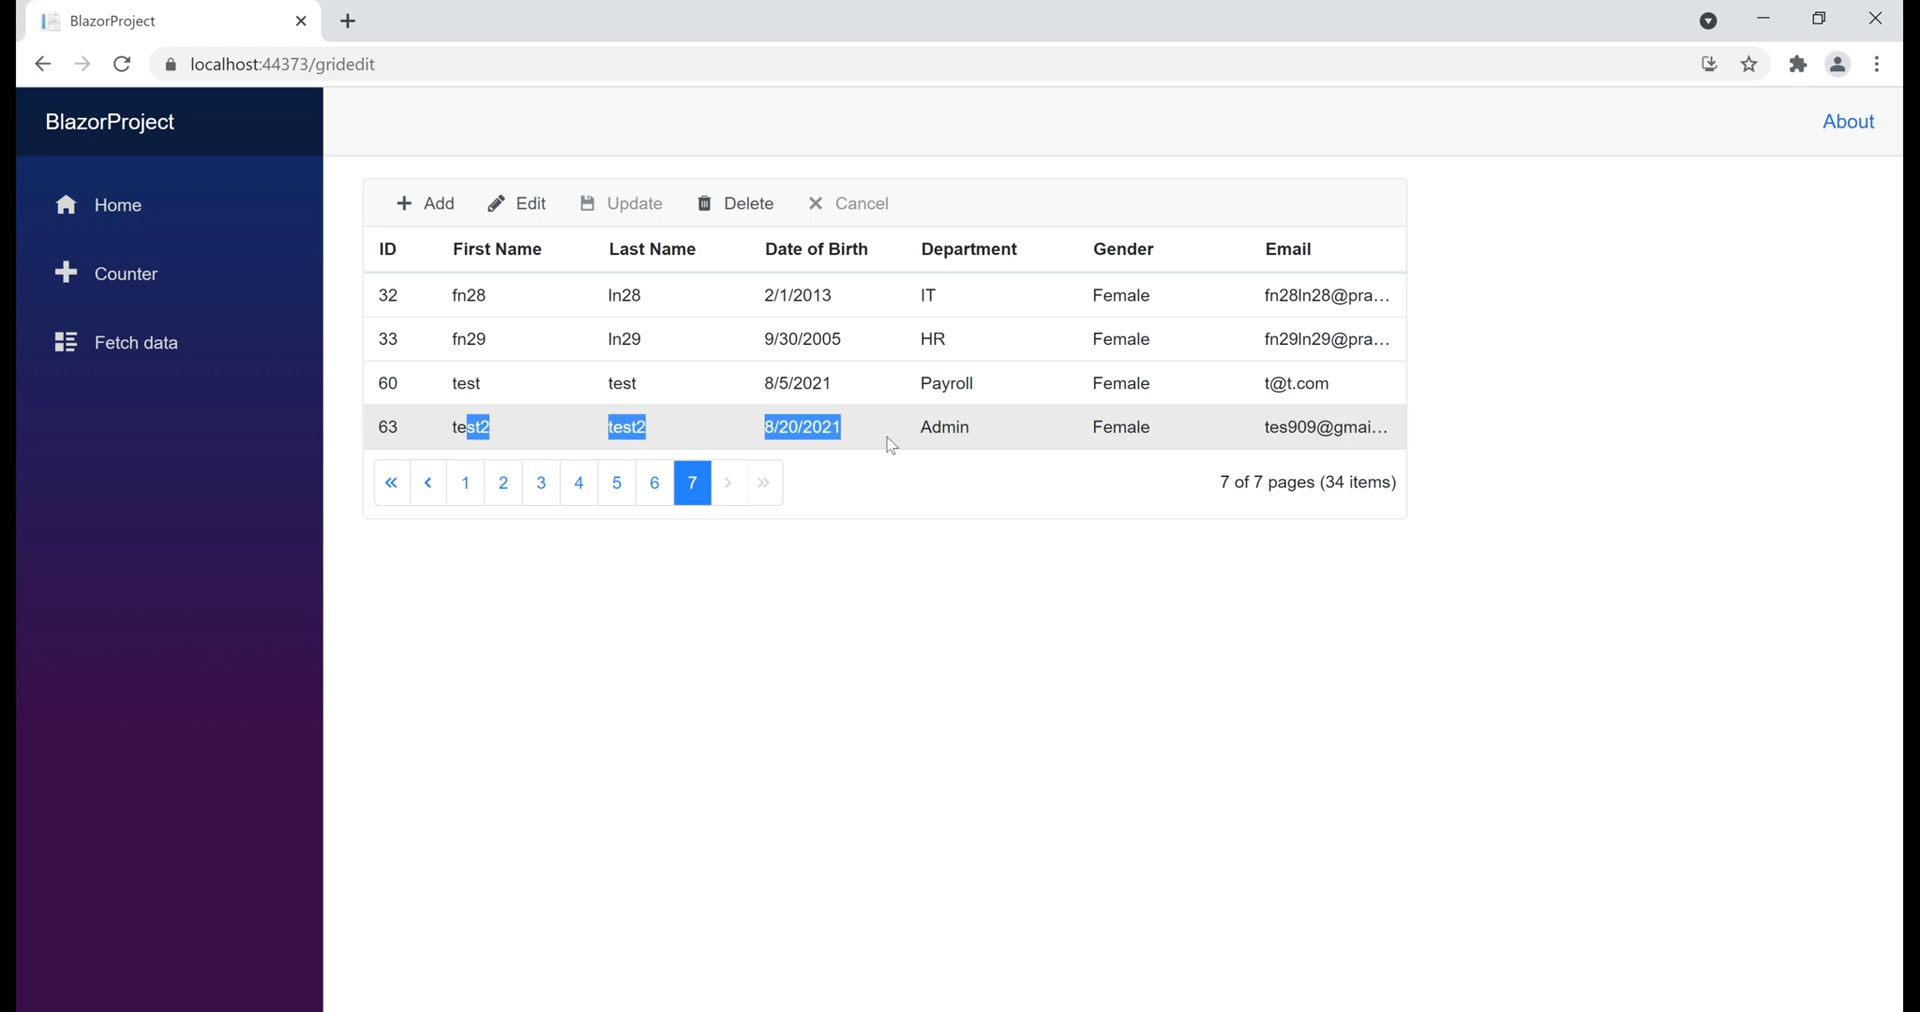 BlazorProject
localhost:44373/gridedit
BlazorProject
About
Home
Counter
Fetch data
Add Edit Update Delete Cancel
ID First Name Last Name Date of Birth Department Gender Email
32 fn28 ln28 2/1/2013 IT Female fn28ln28@pra...
33 fn29 ln29 9/30/2005 HR Female fn29ln29@pra...
60 test test 8/5/2021 Payroll Female t@t.com
63 test2 test2 8/20/2021 Admin Female tes909@gmai...
« ‹ 1 2 3 4 5 6 7 › » 7 of 7 pages (34 items)